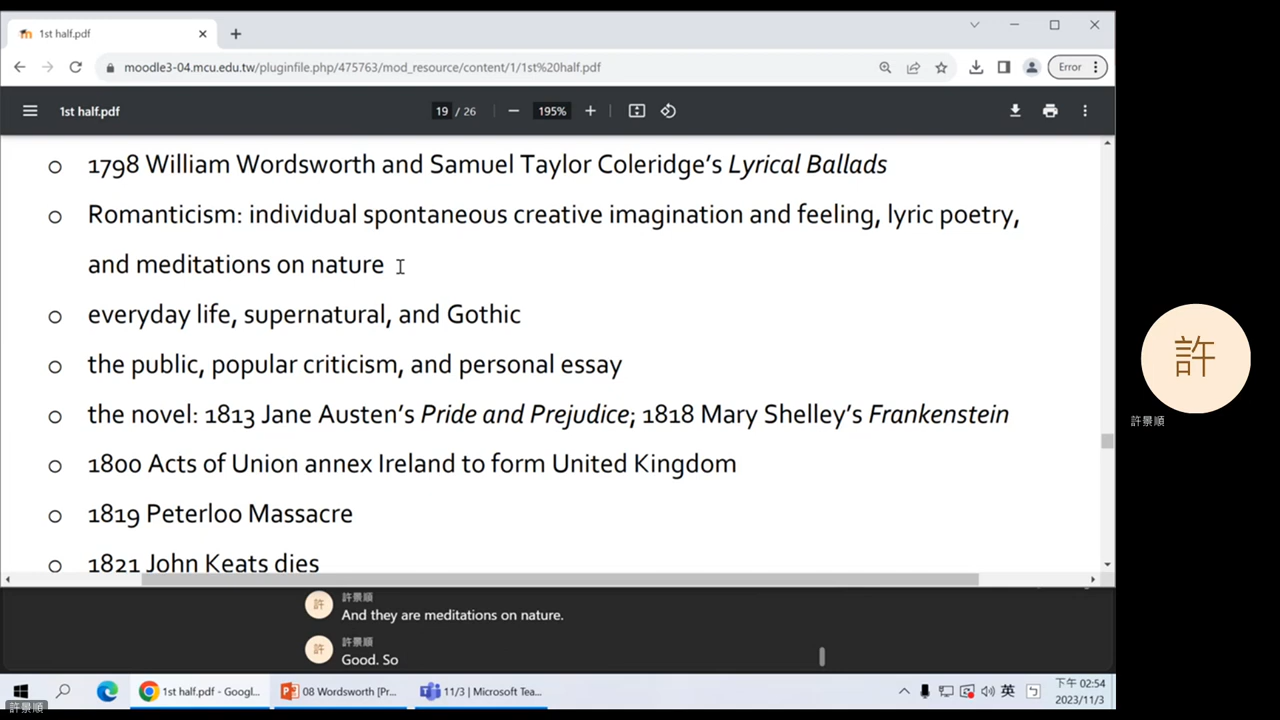 1st half.pdf
moodle3-04.mcu.edu.tw/pluginfile.php/475763/mod_resource/content/1/1st%20half.pdf
Error
1st half.pdf
19 / 26
195%
o 1798 William Wordsworth and Samuel Taylor Coleridge's Lyrical Ballads
o Romanticism: individual spontaneous creative imagination and feeling, lyric poetry,
and meditations on nature
o everyday life, supernatural, and Gothic
o the public, popular criticism, and personal essay
o the novel: 1813 Jane Austen's Pride and Prejudice; 1818 Mary Shelley's Frankenstein
o 1800 Acts of Union annex Ireland to form United Kingdom
o 1819 Peterloo Massacre
o 1821 John Keats dies
許
許景順
許
許景順
And they are meditations on nature.
許
許景順
Good. So
1st half.pdf - Googl...
08 Wordsworth [Pr...
11/3 | Microsoft Tea...
英
下午 02:54
2023/11/3
許景順